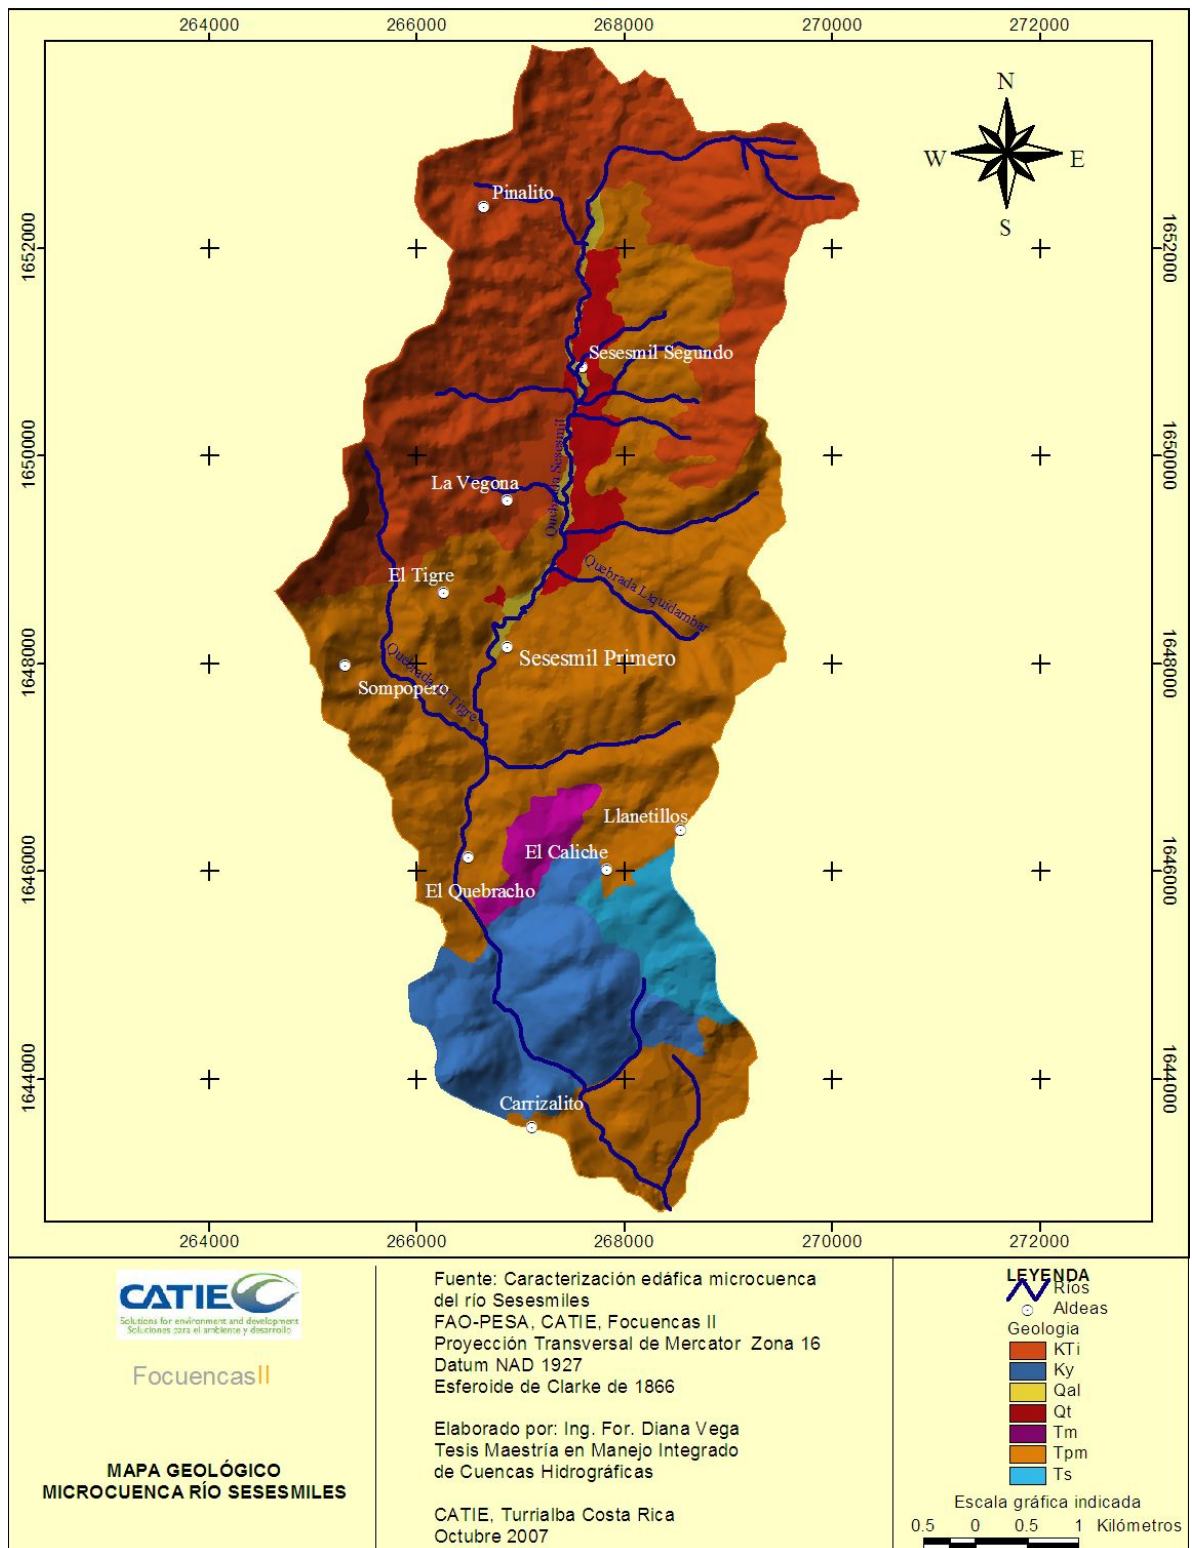 264000 266000 268000 270000 272000
N
W E
S
Pinalito
1652000 1652000
Sesesmil Segundo
1650000 1650000
Quebrada Sesesmil
La Vegona
El Tigre
Quebrada Liquidambar
1648000 1648000
Sesesmil Primero
Quebrada El Tigre
Sompopero
Llanetillos
El Caliche
1646000 1646000
El Quebracho
1644000 1644000
Carrizalito
264000 266000 268000 270000 272000
CATIE
Solutions for environment and development
Soluciones para el ambiente y desarrollo
FocuencasII
MAPA GEOLÓGICO
MICROCUENCA RÍO SESESMILES
Fuente: Caracterización edáfica microcuenca
del río Sesesmiles
FAO-PESA, CATIE, Focuencas II
Proyección Transversal de Mercator Zona 16
Datum NAD 1927
Esferoide de Clarke de 1866
Elaborado por: Ing. For. Diana Vega
Tesis Maestría en Manejo Integrado
de Cuencas Hidrográficas
CATIE, Turrialba Costa Rica
Octubre 2007
LEYENDA
Ríos
Aldeas
Geologia
KTi
Ky
Qal
Qt
Tm
Tpm
Ts
Escala gráfica indicada
0.5 0 0.5 1 Kilómetros